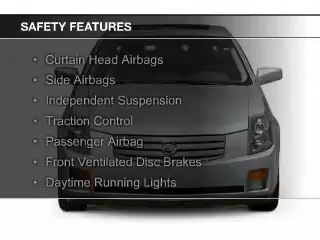 SAFETY FEATURES
• Curtain Head Airbags
• Side Airbags
• Independent Suspension
• Traction Control
• Passenger Airbag
• Front Ventilated Disc Brakes
• Daytime Running Lights